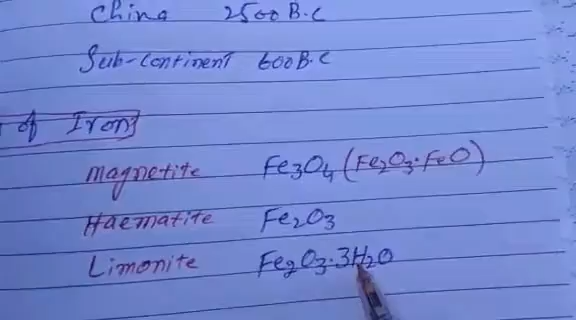 China 2500 B.C
Sub-continent 600 B.C
of Iron
Magnetite Fe₃O₄ (Fe₂O₃·FeO)
Haematite Fe₂O₃
Limonite Fe₂O₃·3H₂O